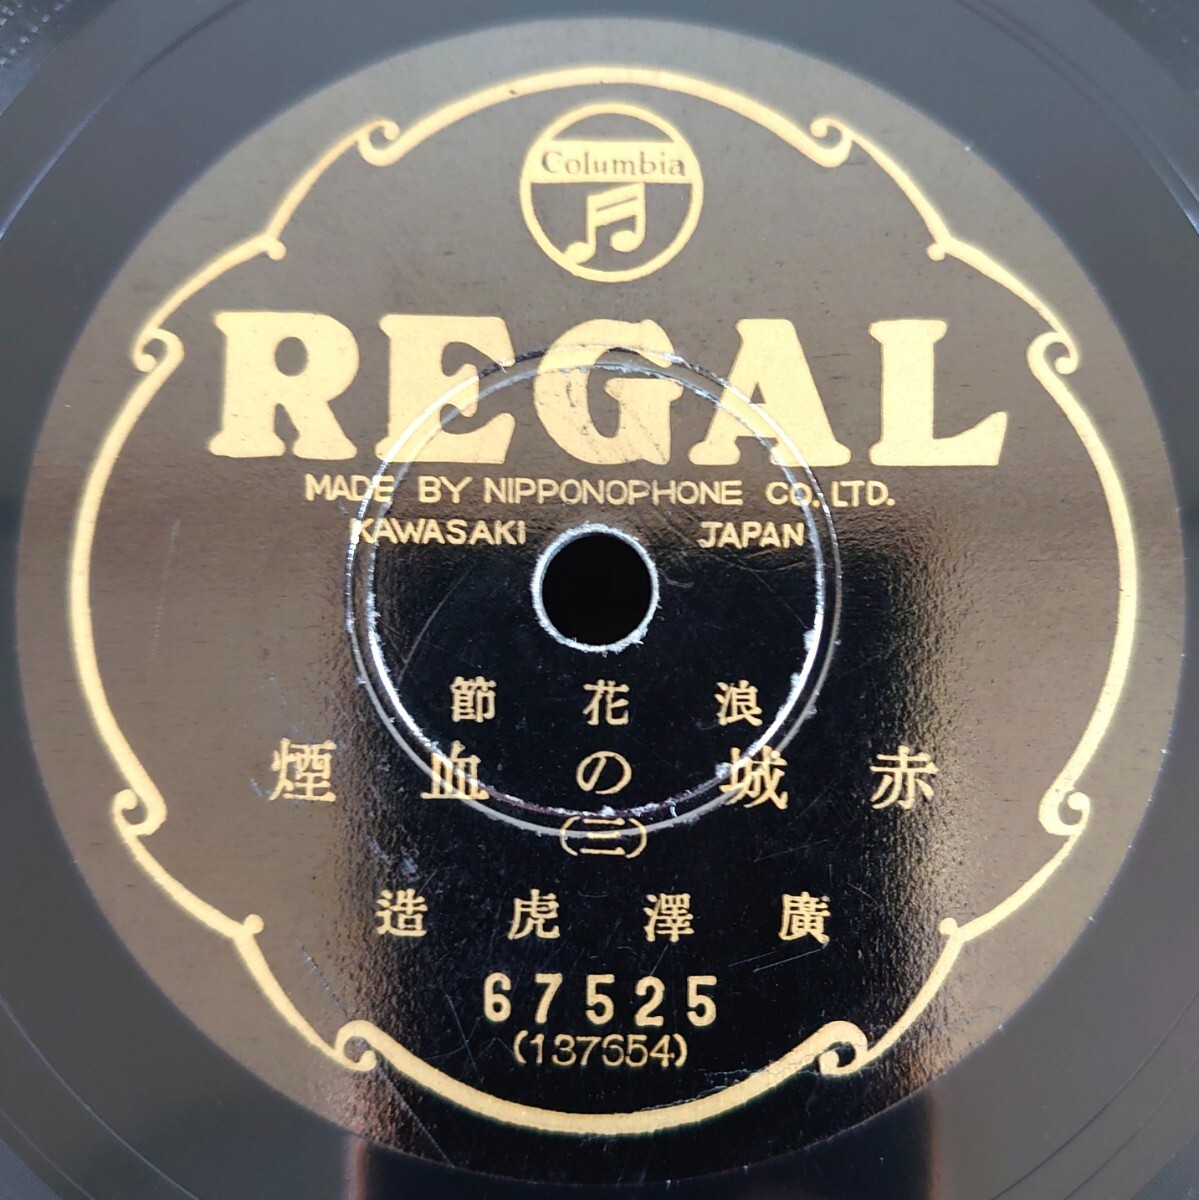 Columbia
REGAL
MADE BY NIPPONOPHONE CO. LTD.
KAWASAKI JAPAN
浪花節
赤城の血煙
(三)
廣澤虎造
67525
(137654)